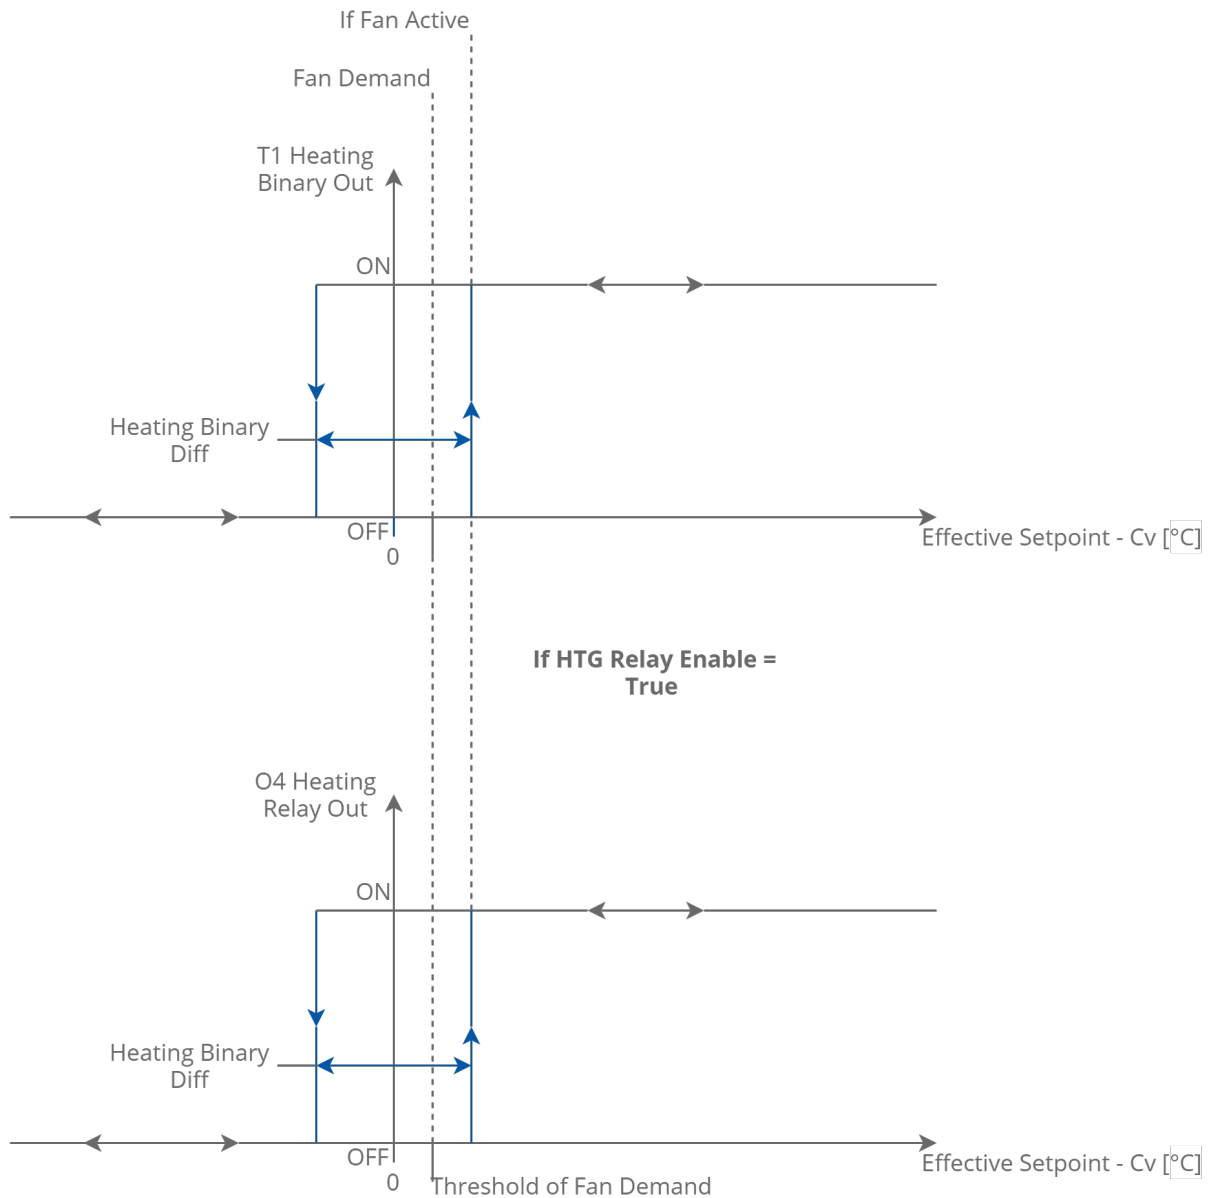 If Fan Active
Fan Demand
T1 Heating
Binary Out
ON
Heating Binary
Diff
OFF
0
Effective Setpoint - Cv [°C]
If HTG Relay Enable =
True
O4 Heating
Relay Out
ON
Heating Binary
Diff
OFF
0
Effective Setpoint - Cv [°C]
Threshold of Fan Demand